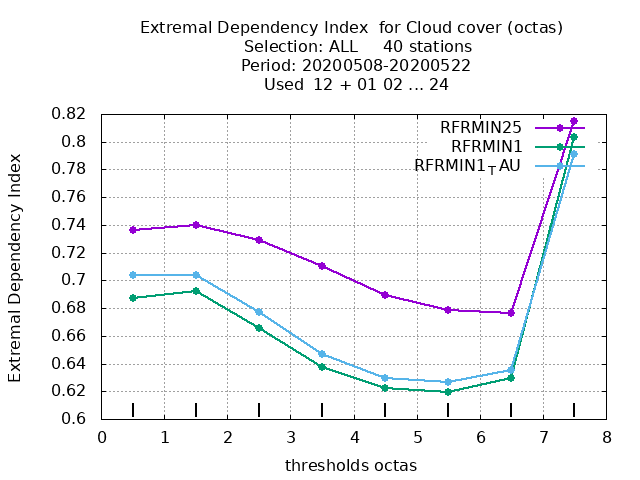 Extremal Dependency Index  for Cloud cover (octas)
Selection: ALL     40 stations
Period: 20200508-20200522
Used  12 + 01 02 ... 24
Extremal Dependency Index
0.82
0.8
0.78
0.76
0.74
0.72
0.7
0.68
0.66
0.64
0.62
0.6
RFRMIN25
RFRMIN1
RFRMIN1TAU
0 1 2 3 4 5 6 7 8
thresholds octas